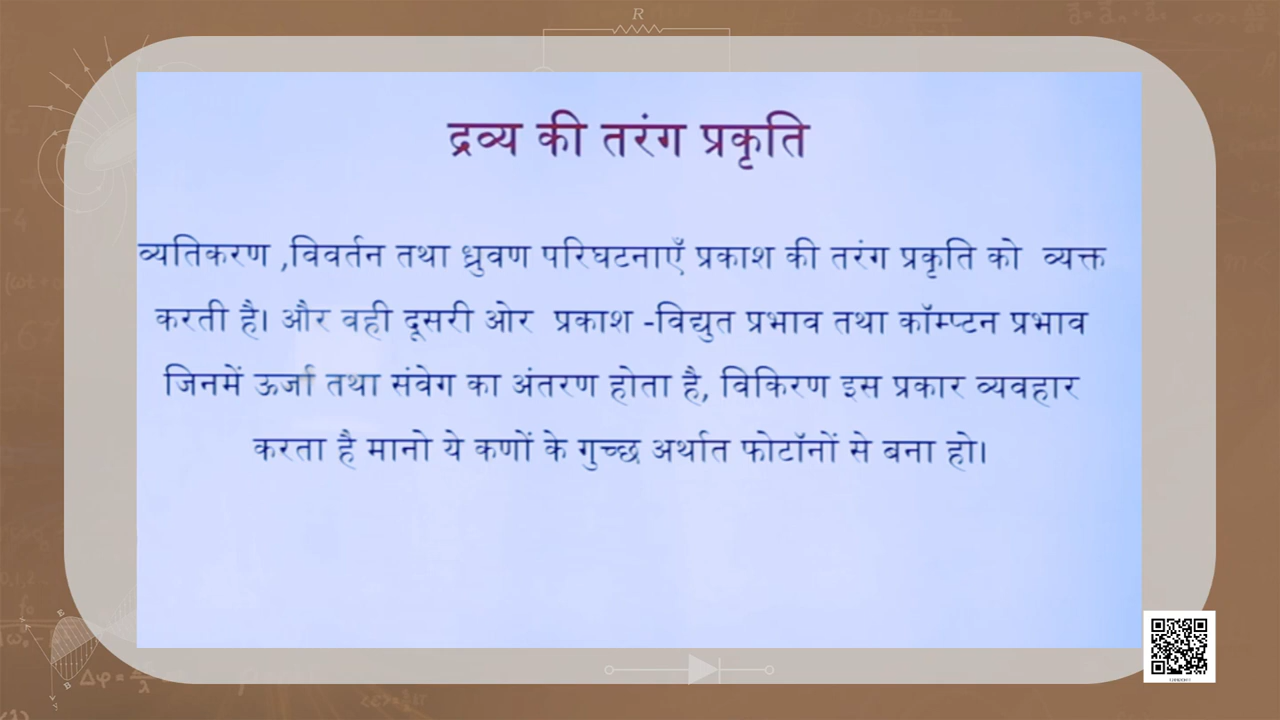 R
द्रव्य की तरंग प्रकृति
व्यतिकरण ,विवर्तन तथा ध्रुवण परिघटनाएँ प्रकाश की तरंग प्रकृति को व्यक्त
करती है। और वही दूसरी ओर प्रकाश -विद्युत प्रभाव तथा कॉम्प्टन प्रभाव
जिनमें ऊर्जा तथा संवेग का अंतरण होता है, विकिरण इस प्रकार व्यवहार
करता है मानो ये कणों के गुच्छ अर्थात फोटॉनों से बना हो।